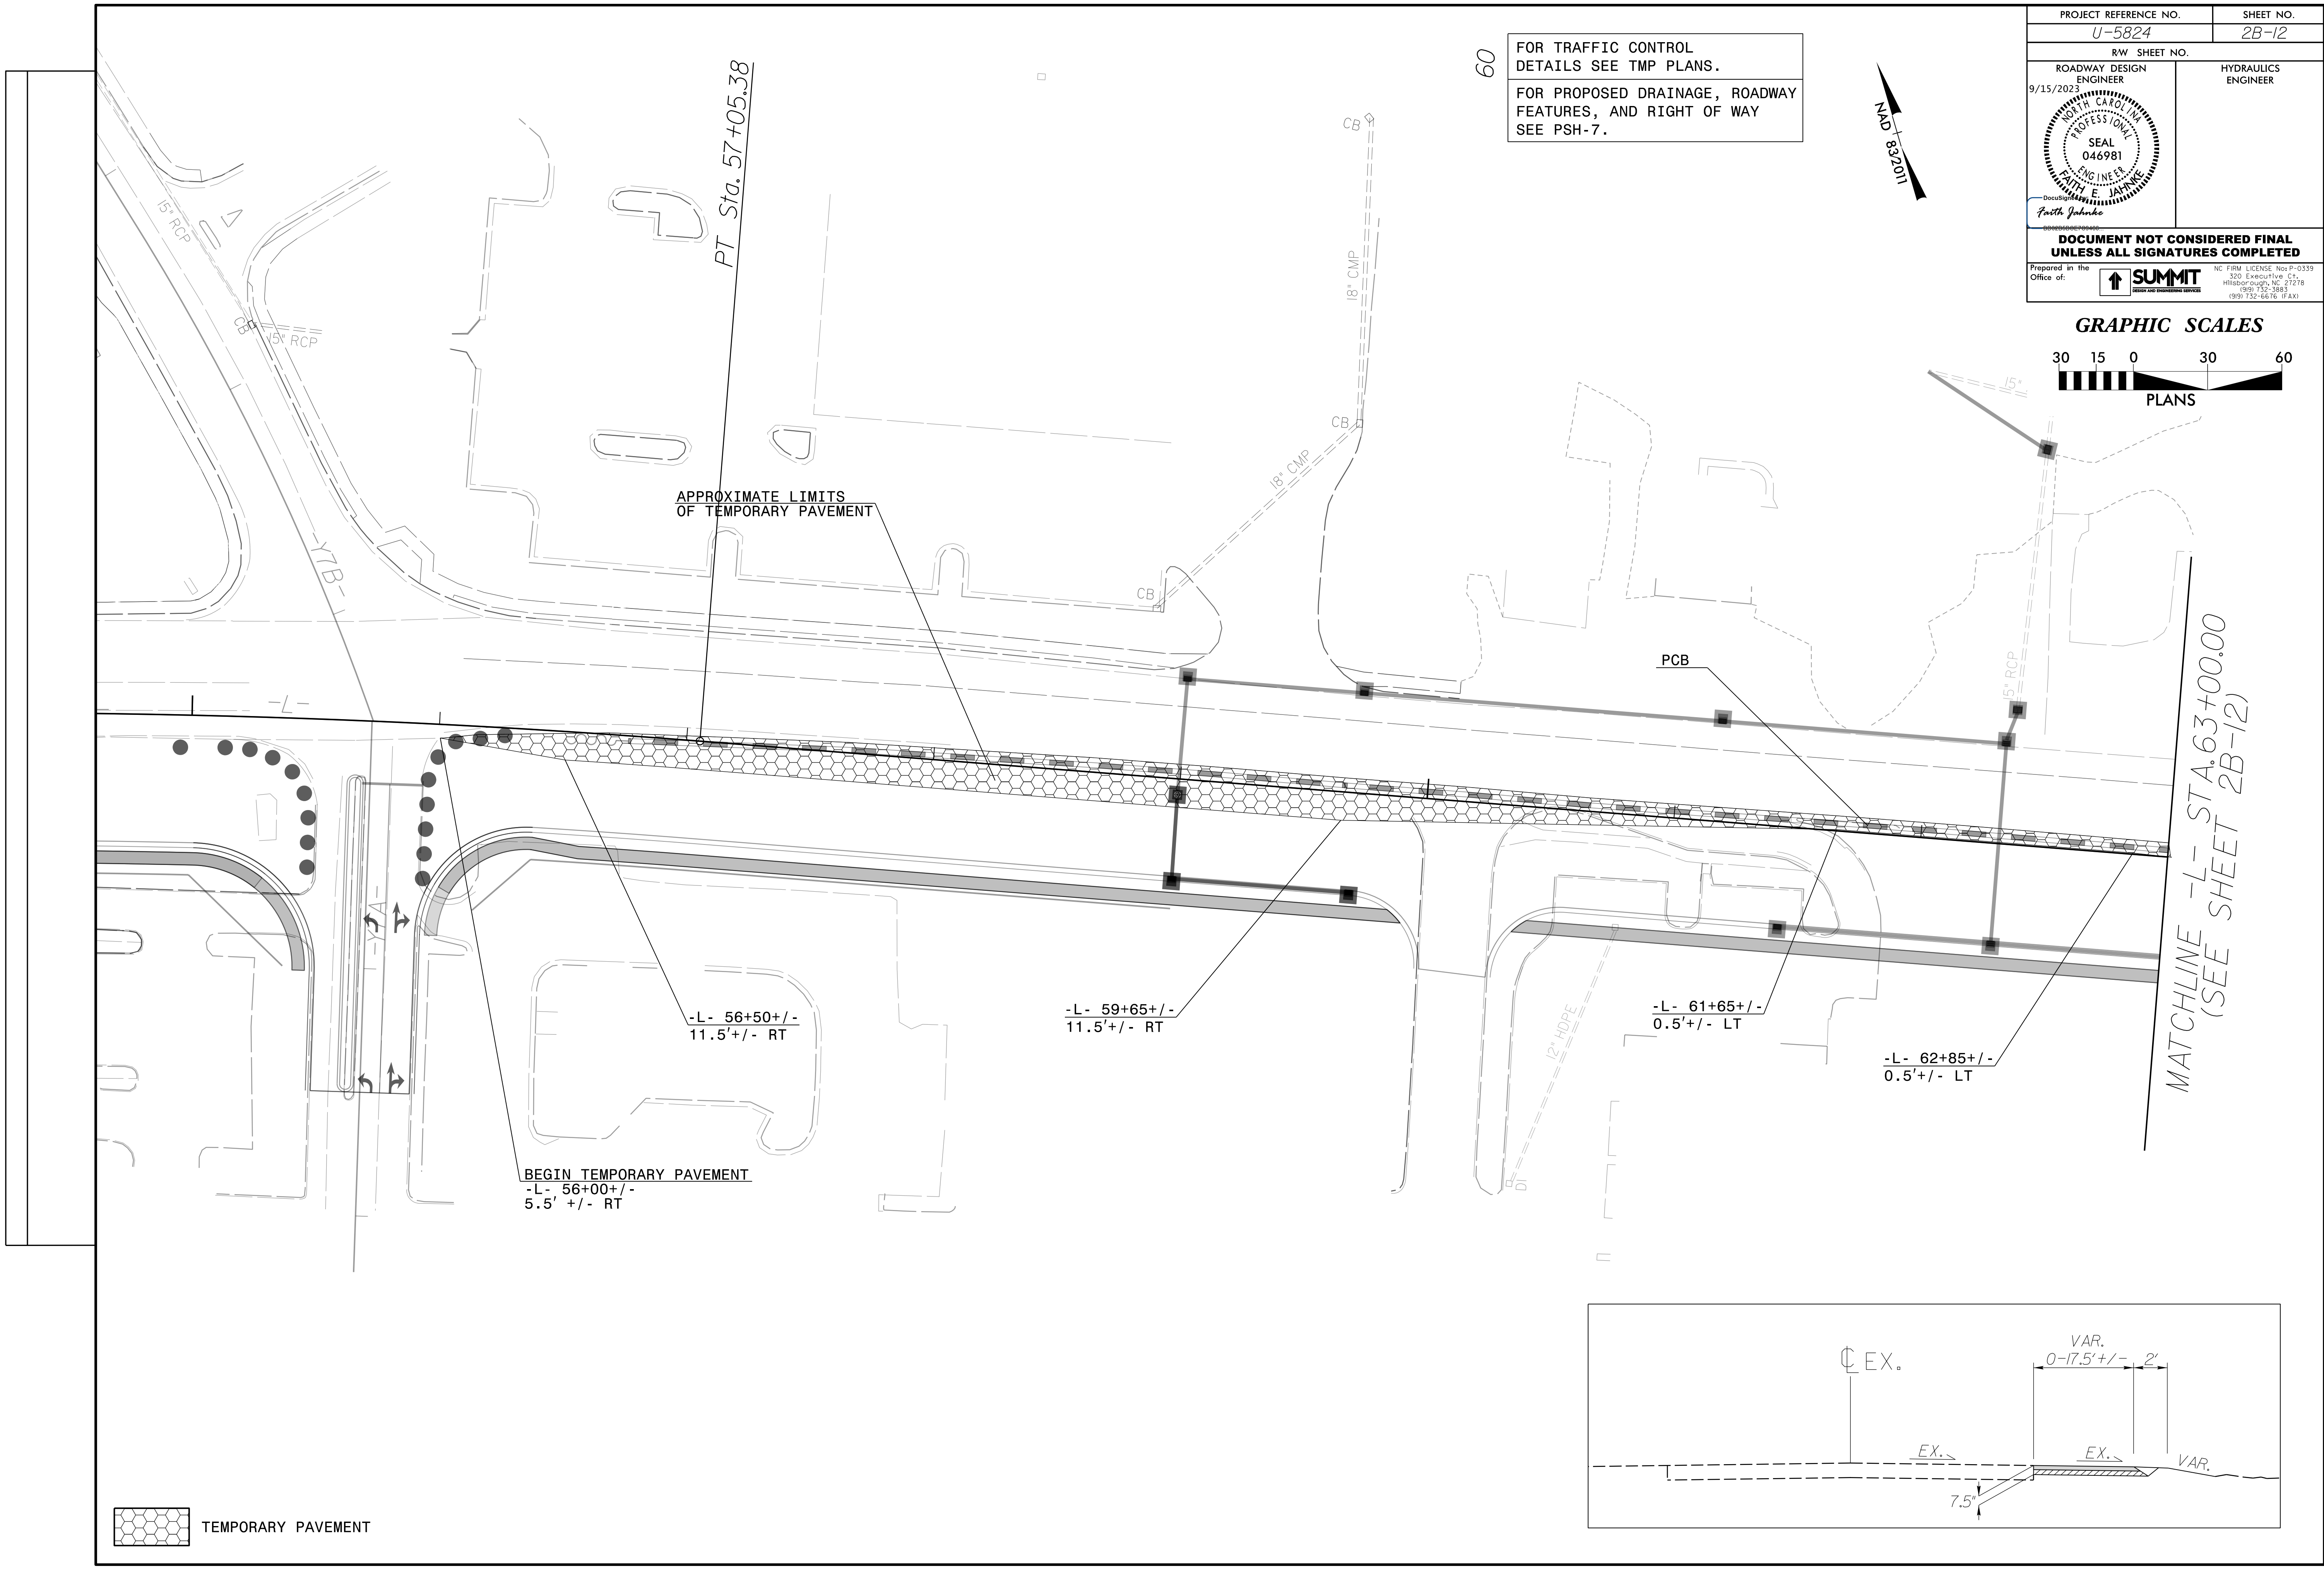 PROJECT REFERENCE NO.
SHEET NO.
U-5824
2B-12
R/W SHEET NO.
ROADWAY DESIGN
ENGINEER
HYDRAULICS
ENGINEER
9/15/2023
NORTH CAROLINA
PROFESSIONAL
SEAL
046981
ENGINEER
FAITH E. JAHNKE
Faith Jahnke
DOCUMENT NOT CONSIDERED FINAL
UNLESS ALL SIGNATURES COMPLETED
Prepared in the
Office of:
SUMMIT
DESIGN AND ENGINEERING SERVICES
NC FIRM LICENSE No: P-0339
320 Executive Ct.
Hillsborough, NC 27278
(919) 732-3883
(919) 732-6676 (FAX)
GRAPHIC SCALES
30 15 0 30 60
PLANS
60
FOR TRAFFIC CONTROL
DETAILS SEE TMP PLANS.
FOR PROPOSED DRAINAGE, ROADWAY
FEATURES, AND RIGHT OF WAY
SEE PSH-7.
NAD 83/2011
PT Sta. 57+05.38
15" RCP
CB
15" RCP
CB
18" CMP
CB
18" CMP
CB
15"
15" RCP
-Y7B-
-L-
APPROXIMATE LIMITS
OF TEMPORARY PAVEMENT
PCB
MATCHLINE -L- STA.63+00.00
(SEE SHEET 2B-12)
-L- 56+50+/-
11.5'+/- RT
-L- 59+65+/-
11.5'+/- RT
-L- 61+65+/-
0.5'+/- LT
-L- 62+85+/-
0.5'+/- LT
12" HDPE
DI
BEGIN TEMPORARY PAVEMENT
-L- 56+00+/-
5.5' +/- RT
TEMPORARY PAVEMENT
℄ EX.
VAR.
0-17.5'+/-
2'
EX.
EX.
VAR.
7.5"